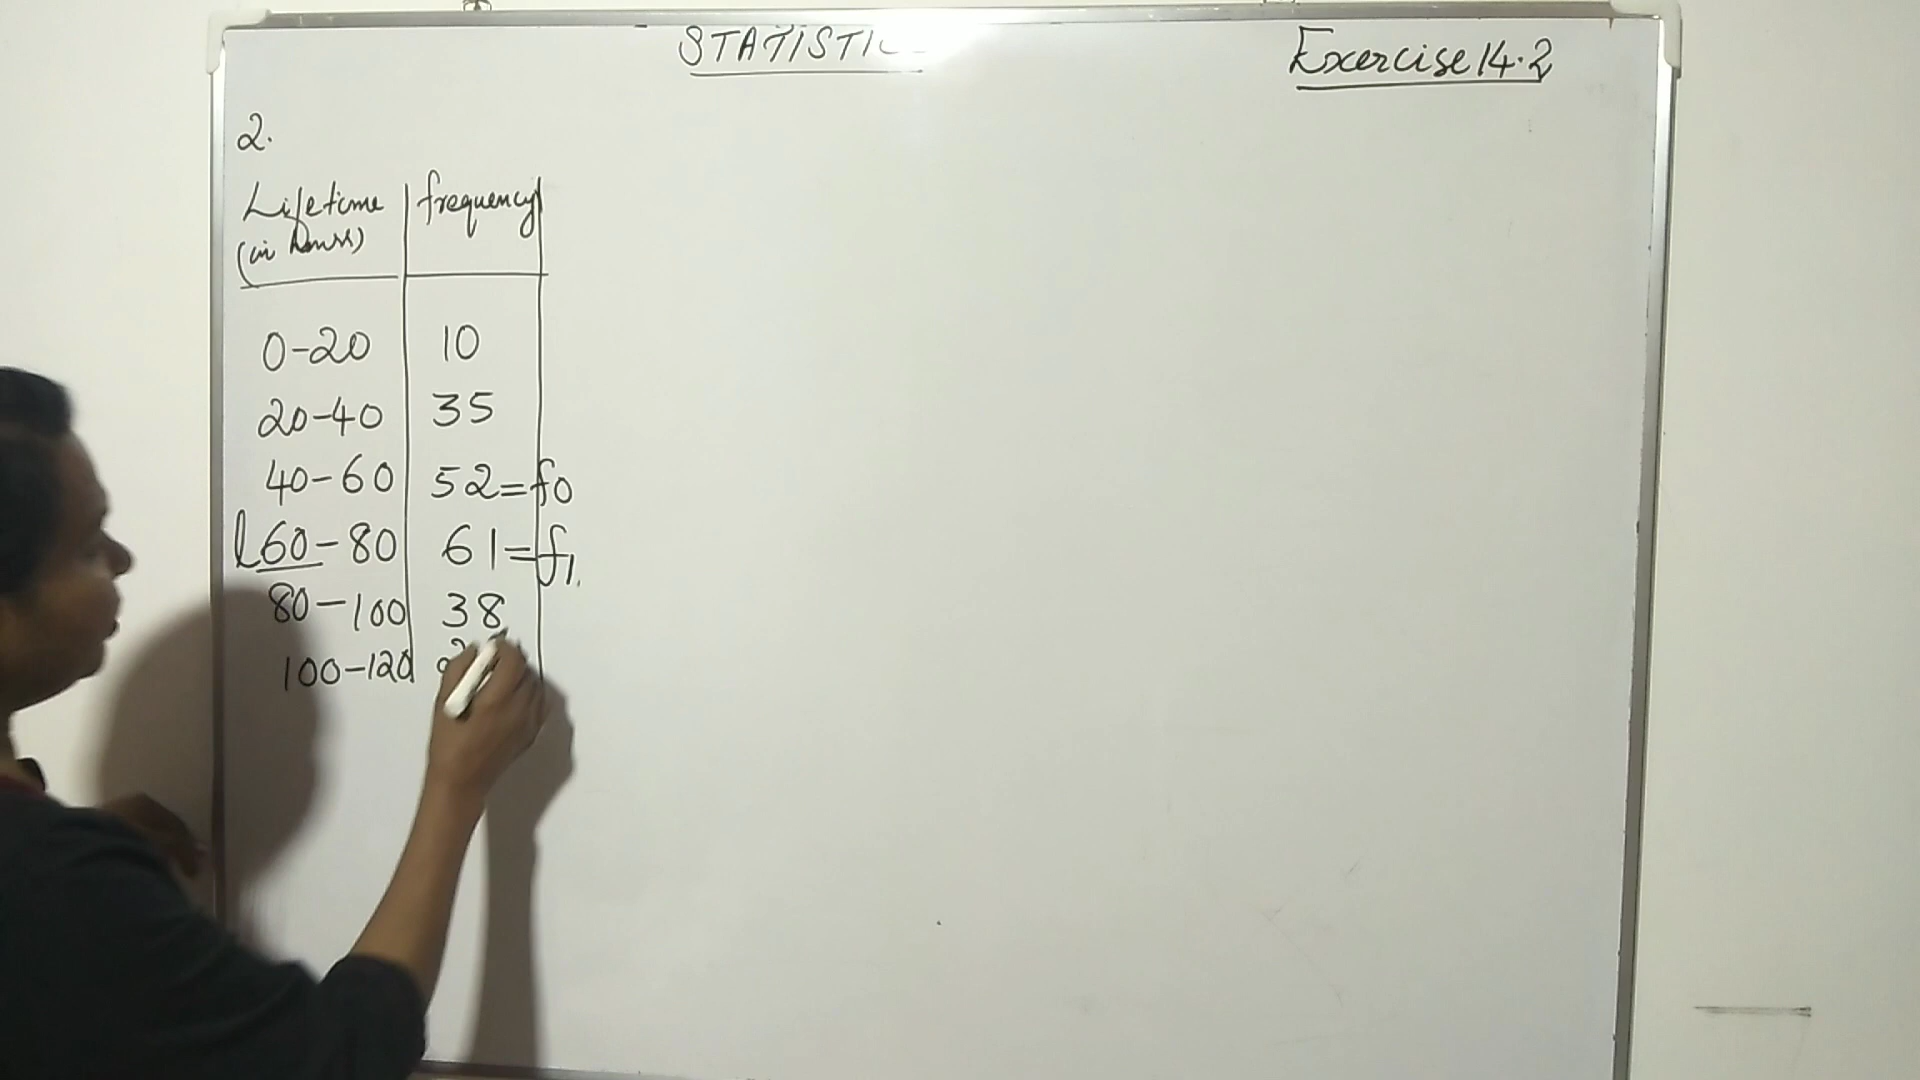 STATISTIC
Exercise 14.2
2.
Lifetime frequency
(in hours)
0-20 10
20-40 35
40-60 52=f0
l 60-80 61=f1.
80-100 38
100-120